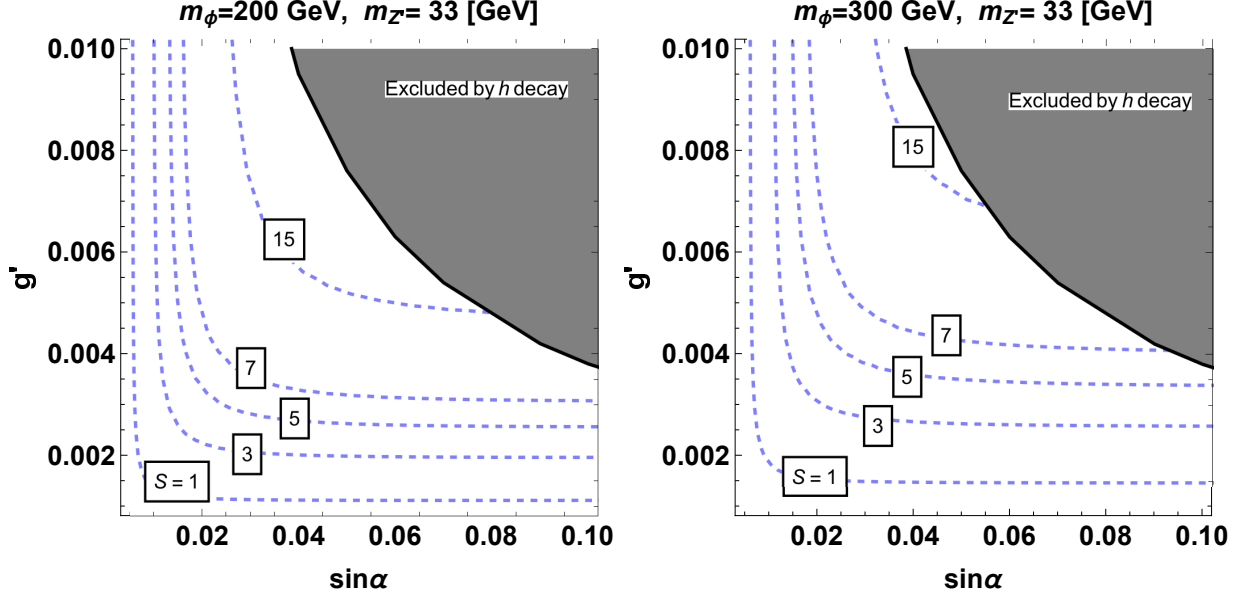 mϕ=200 GeV, mZ'= 33 [GeV]
0.010
0.008
0.006
0.004
0.002
g'
Excluded by h decay
15
7
5
3
S = 1
0.02 0.04 0.06 0.08 0.10
sinα
mϕ=300 GeV, mZ'= 33 [GeV]
0.010
0.008
0.006
0.004
0.002
g'
Excluded by h decay
15
7
5
3
S = 1
0.02 0.04 0.06 0.08 0.10
sinα